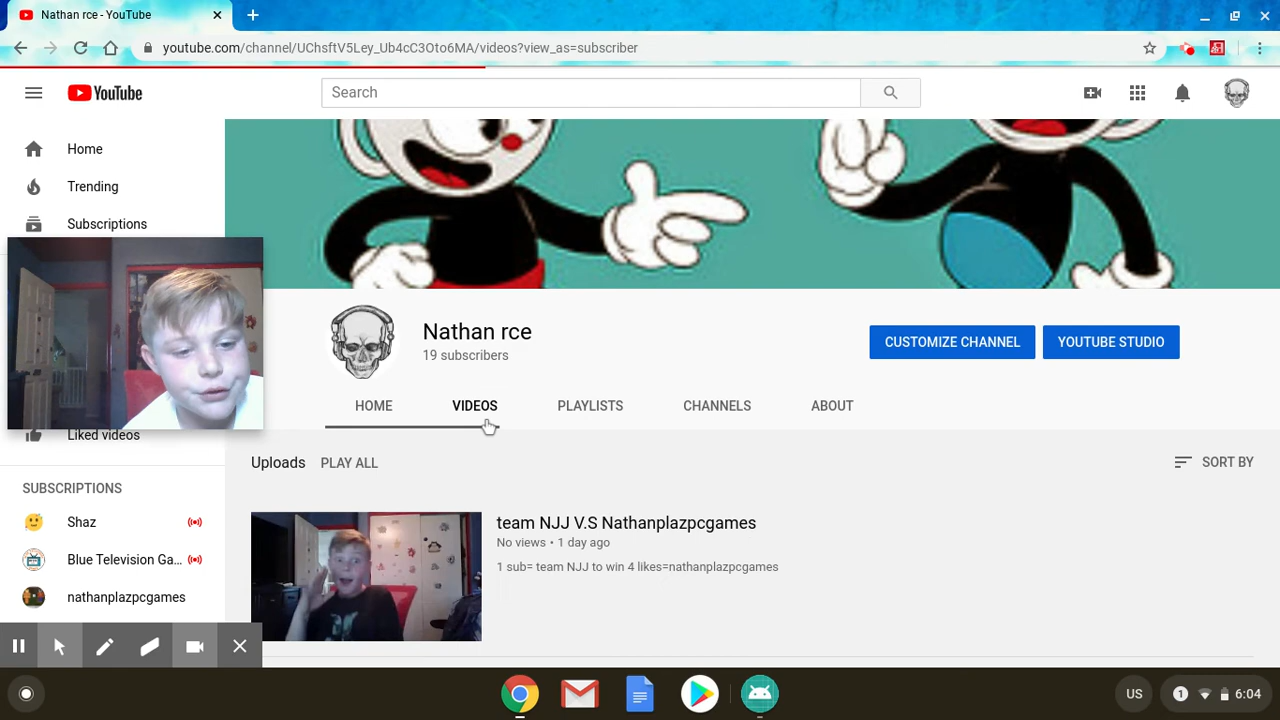 Nathan rce - YouTube
youtube.com/channel/UChsftV5Ley_Ub4cC3Oto6MA/videos?view_as=subscriber
YouTube
Search
Home
Trending
Subscriptions
Liked videos
SUBSCRIPTIONS
Shaz
Blue Television Ga...
nathanplazpcgames
Nathan rce
19 subscribers
CUSTOMIZE CHANNEL
YOUTUBE STUDIO
HOME VIDEOS PLAYLISTS CHANNELS ABOUT
Uploads PLAY ALL
SORT BY
team NJJ V.S Nathanplazpcgames
No views • 1 day ago
1 sub= team NJJ to win 4 likes=nathanplazpcgames
US
1
6:04